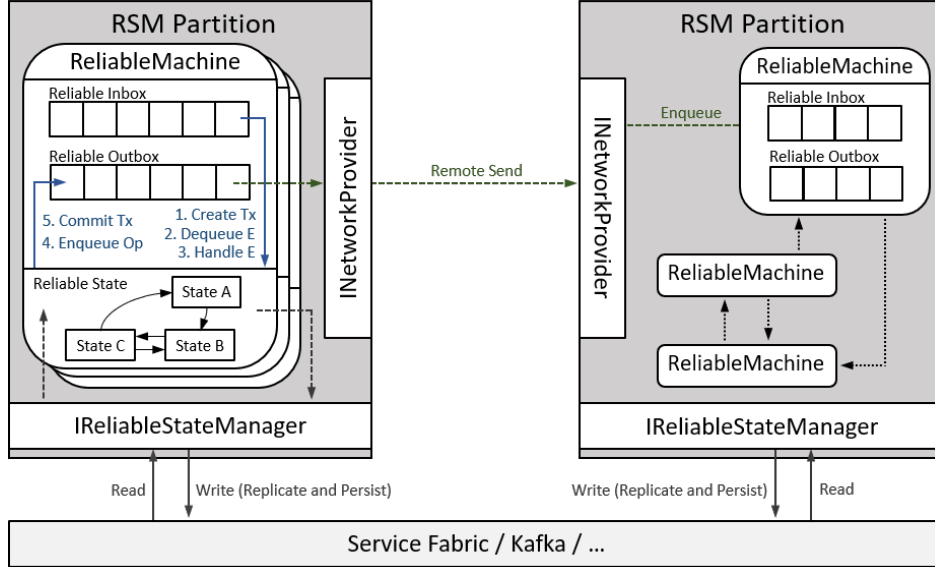 RSM Partition
ReliableMachine
Reliable Inbox
Reliable Outbox
5. Commit Tx
4. Enqueue Op
1. Create Tx
2. Dequeue E
3. Handle E
Reliable State
State A
State C
State B
INetworkProvider
IReliableStateManager
Remote Send
RSM Partition
INetworkProvider
Enqueue
ReliableMachine
Reliable Inbox
Reliable Outbox
ReliableMachine
ReliableMachine
IReliableStateManager
Read
Write (Replicate and Persist)
Write (Replicate and Persist)
Read
Service Fabric / Kafka / ...